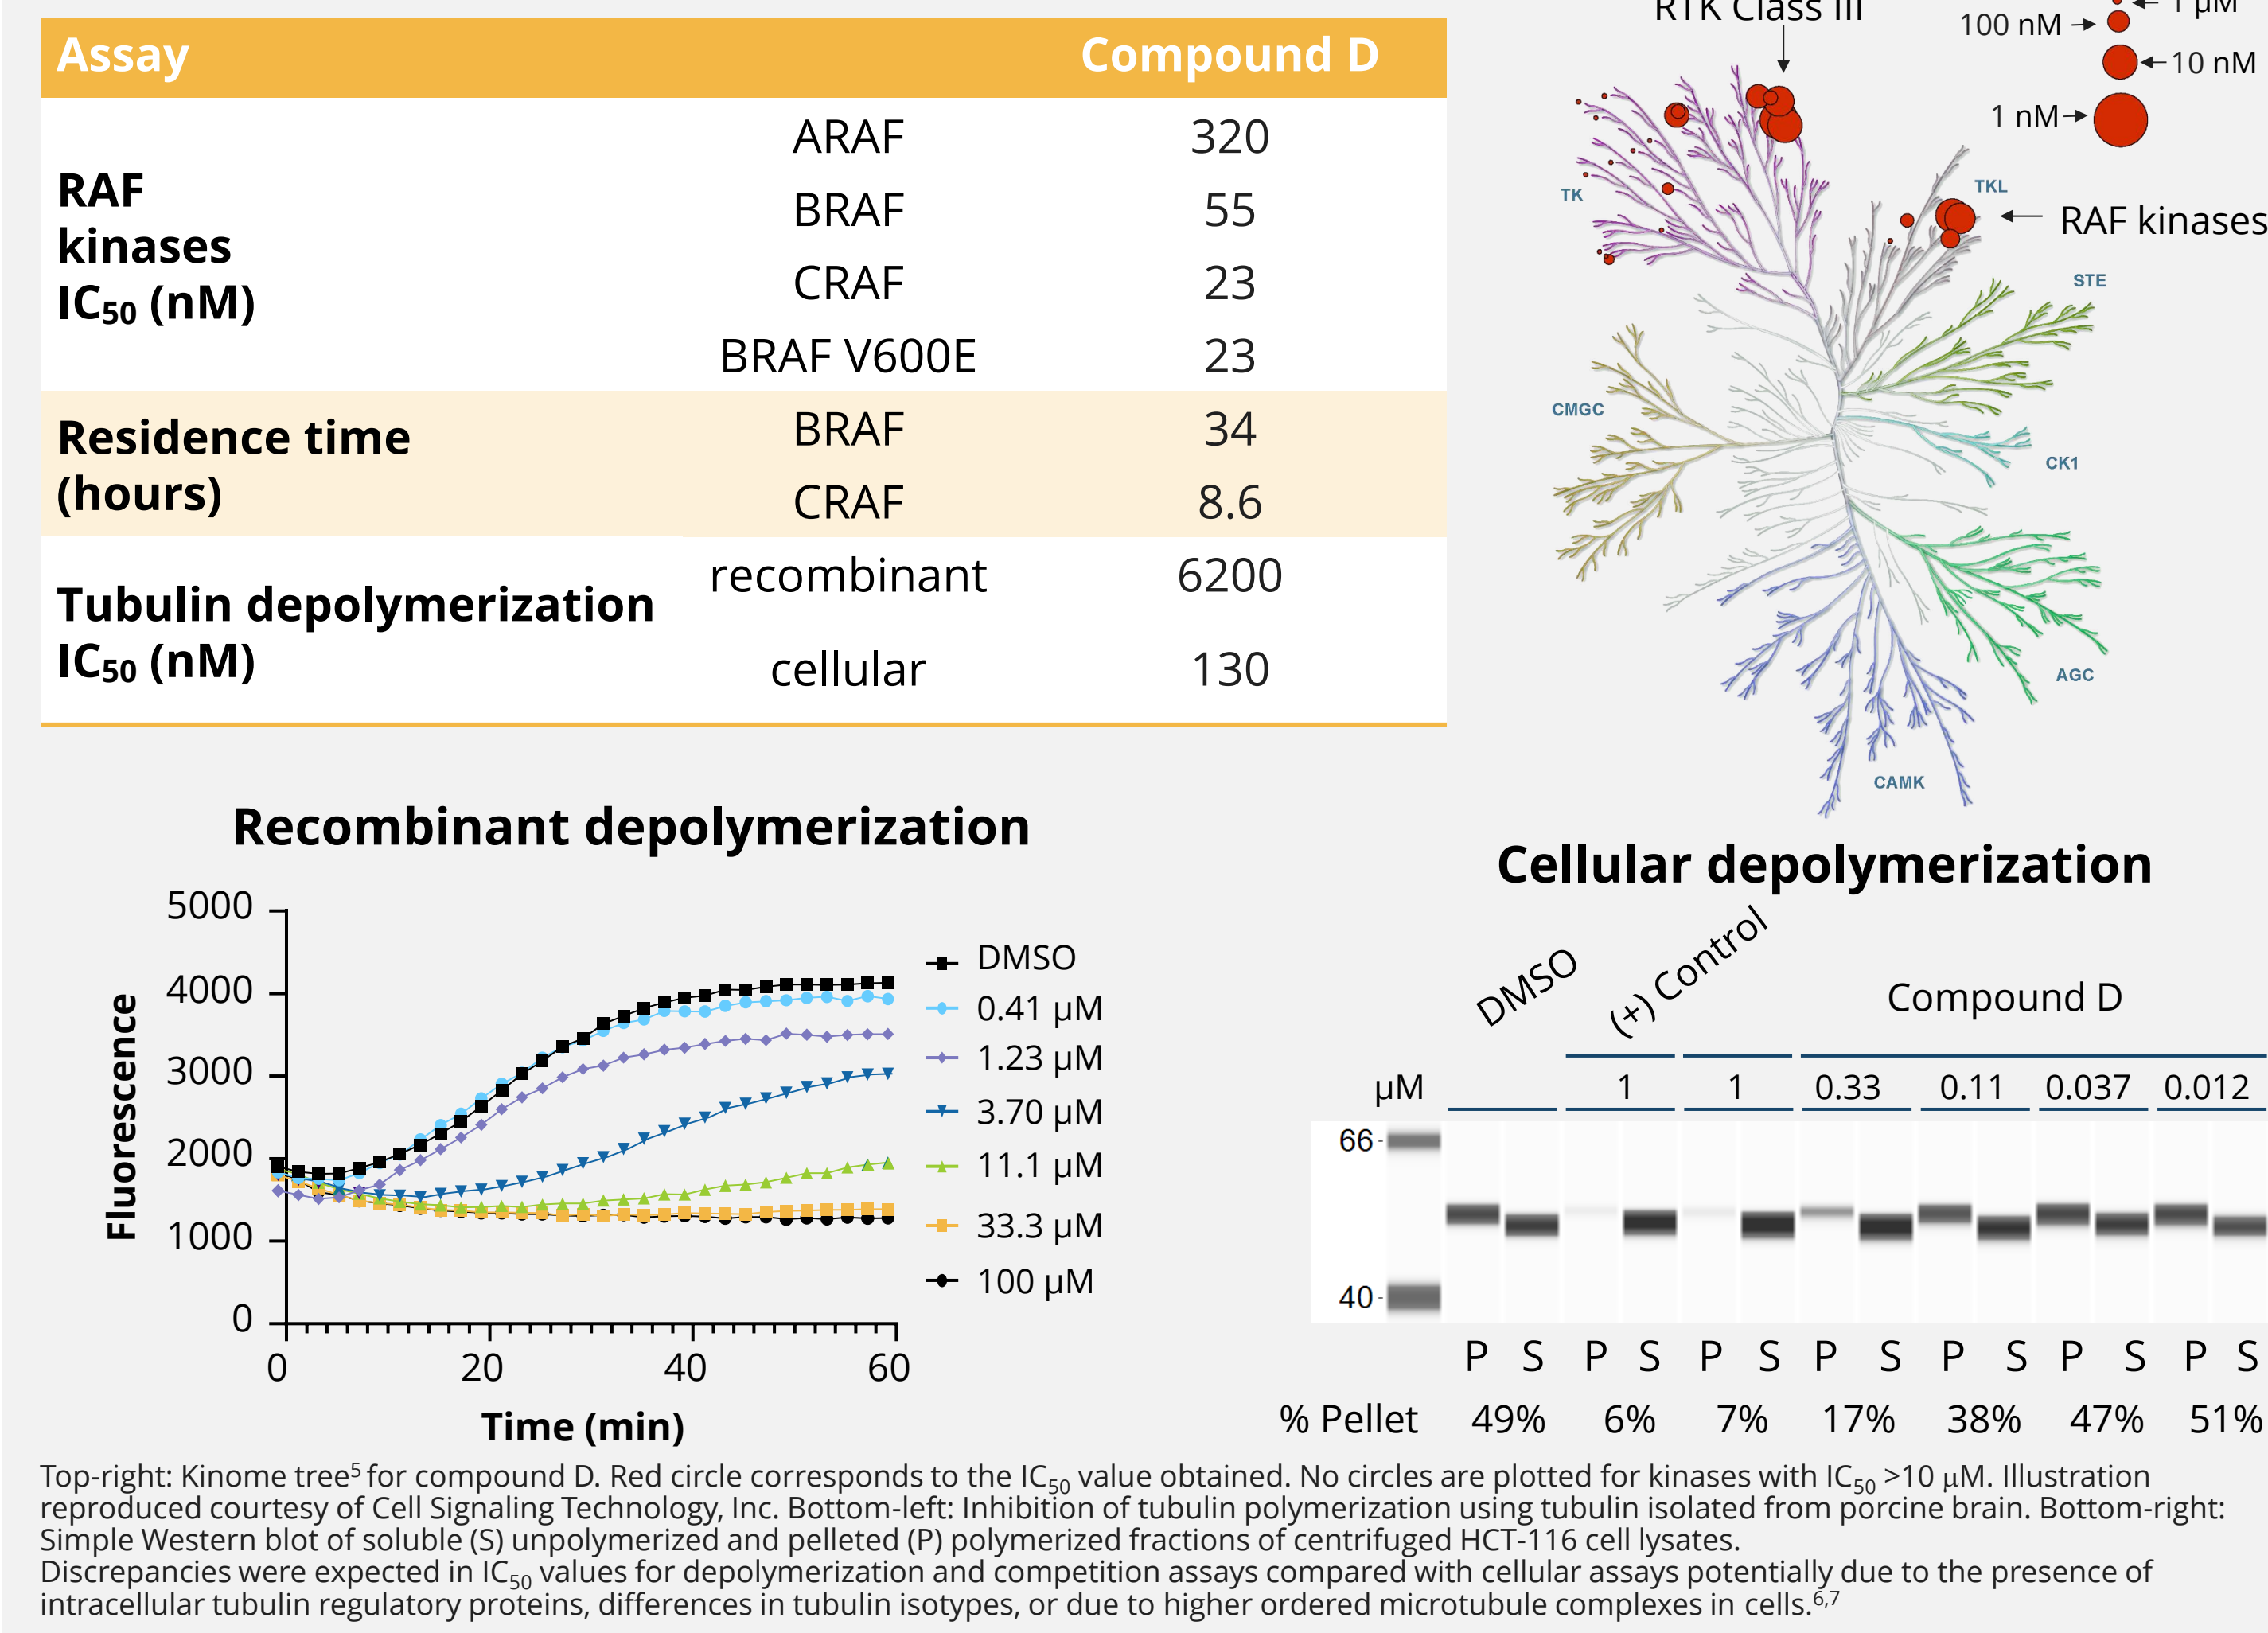 Assay Compound D
RAF
kinases
IC50 (nM)
ARAF 320
BRAF 55
CRAF 23
BRAF V600E 23
Residence time
(hours)
BRAF 34
CRAF 8.6
Tubulin depolymerization
IC50 (nM)
recombinant 6200
cellular 130
RTK Class III
1 µM
100 nM
10 nM
1 nM
TK
TKL
RAF kinases
STE
CMGC
CK1
AGC
CAMK
Recombinant depolymerization
Fluorescence
5000
4000
3000
2000
1000
0
0 20 40 60
Time (min)
DMSO
0.41 µM
1.23 µM
3.70 µM
11.1 µM
33.3 µM
100 µM
Cellular depolymerization
DMSO (+) Control Compound D
µM 1 1 0.33 0.11 0.037 0.012
66-
40-
P S P S P S P S P S P S P S
% Pellet 49% 6% 7% 17% 38% 47% 51%
Top-right: Kinome tree5 for compound D. Red circle corresponds to the IC50 value obtained. No circles are plotted for kinases with IC50 >10 µM. Illustration
reproduced courtesy of Cell Signaling Technology, Inc. Bottom-left: Inhibition of tubulin polymerization using tubulin isolated from porcine brain. Bottom-right:
Simple Western blot of soluble (S) unpolymerized and pelleted (P) polymerized fractions of centrifuged HCT-116 cell lysates.
Discrepancies were expected in IC50 values for depolymerization and competition assays compared with cellular assays potentially due to the presence of
intracellular tubulin regulatory proteins, differences in tubulin isotypes, or due to higher ordered microtubule complexes in cells.6,7